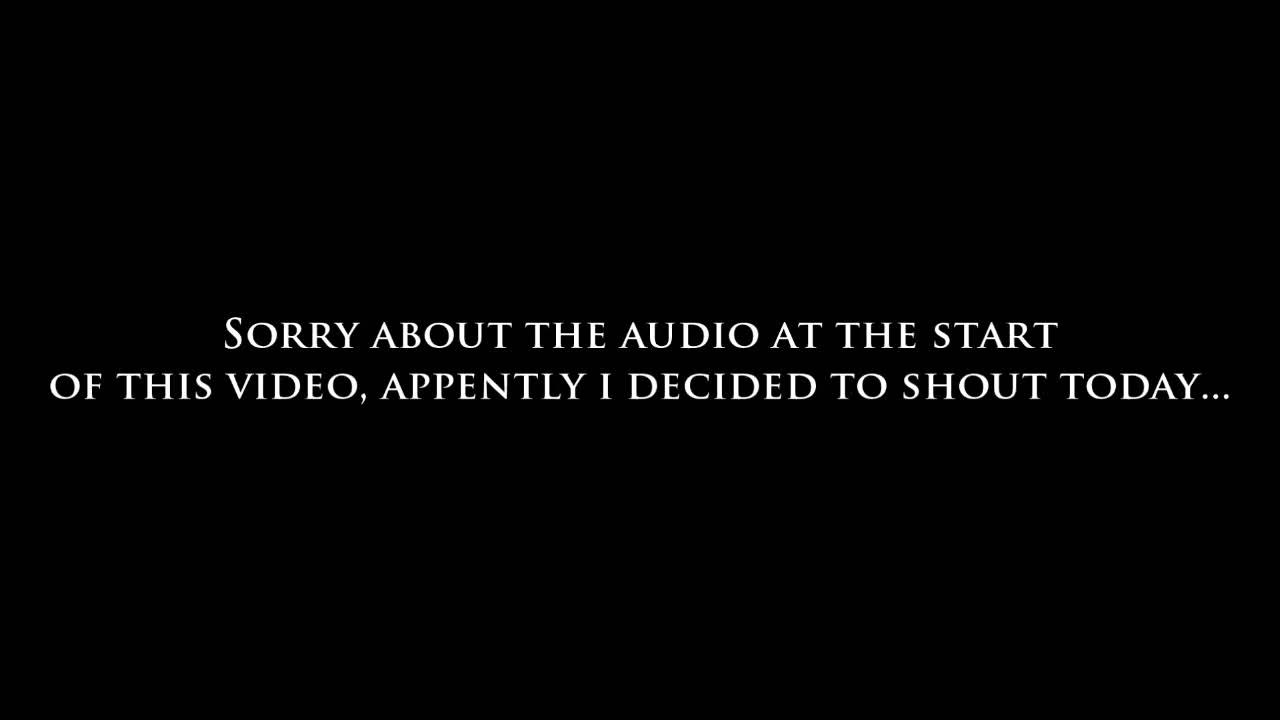 Sorry about the audio at the start
of this video, appently I decided to shout today...